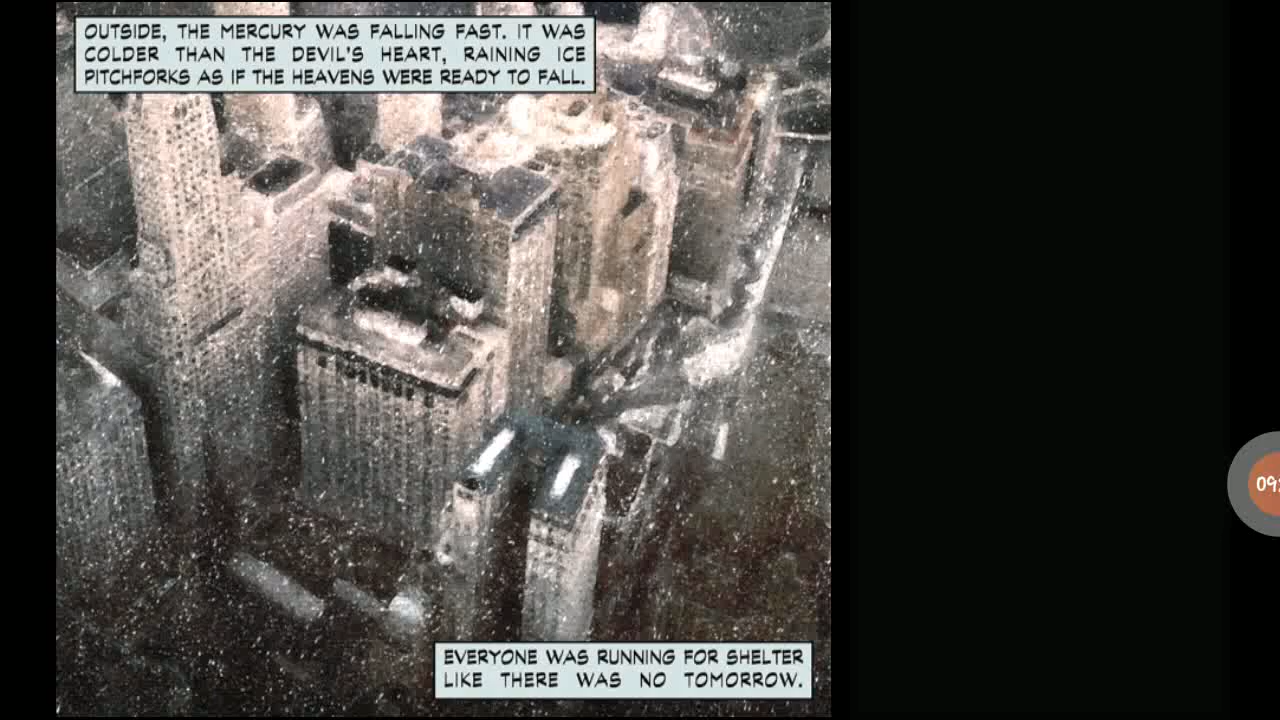 OUTSIDE, THE MERCURY WAS FALLING FAST. IT WAS
COLDER THAN THE DEVIL'S HEART, RAINING ICE
PITCHFORKS AS IF THE HEAVENS WERE READY TO FALL.
EVERYONE WAS RUNNING FOR SHELTER
LIKE THERE WAS NO TOMORROW.